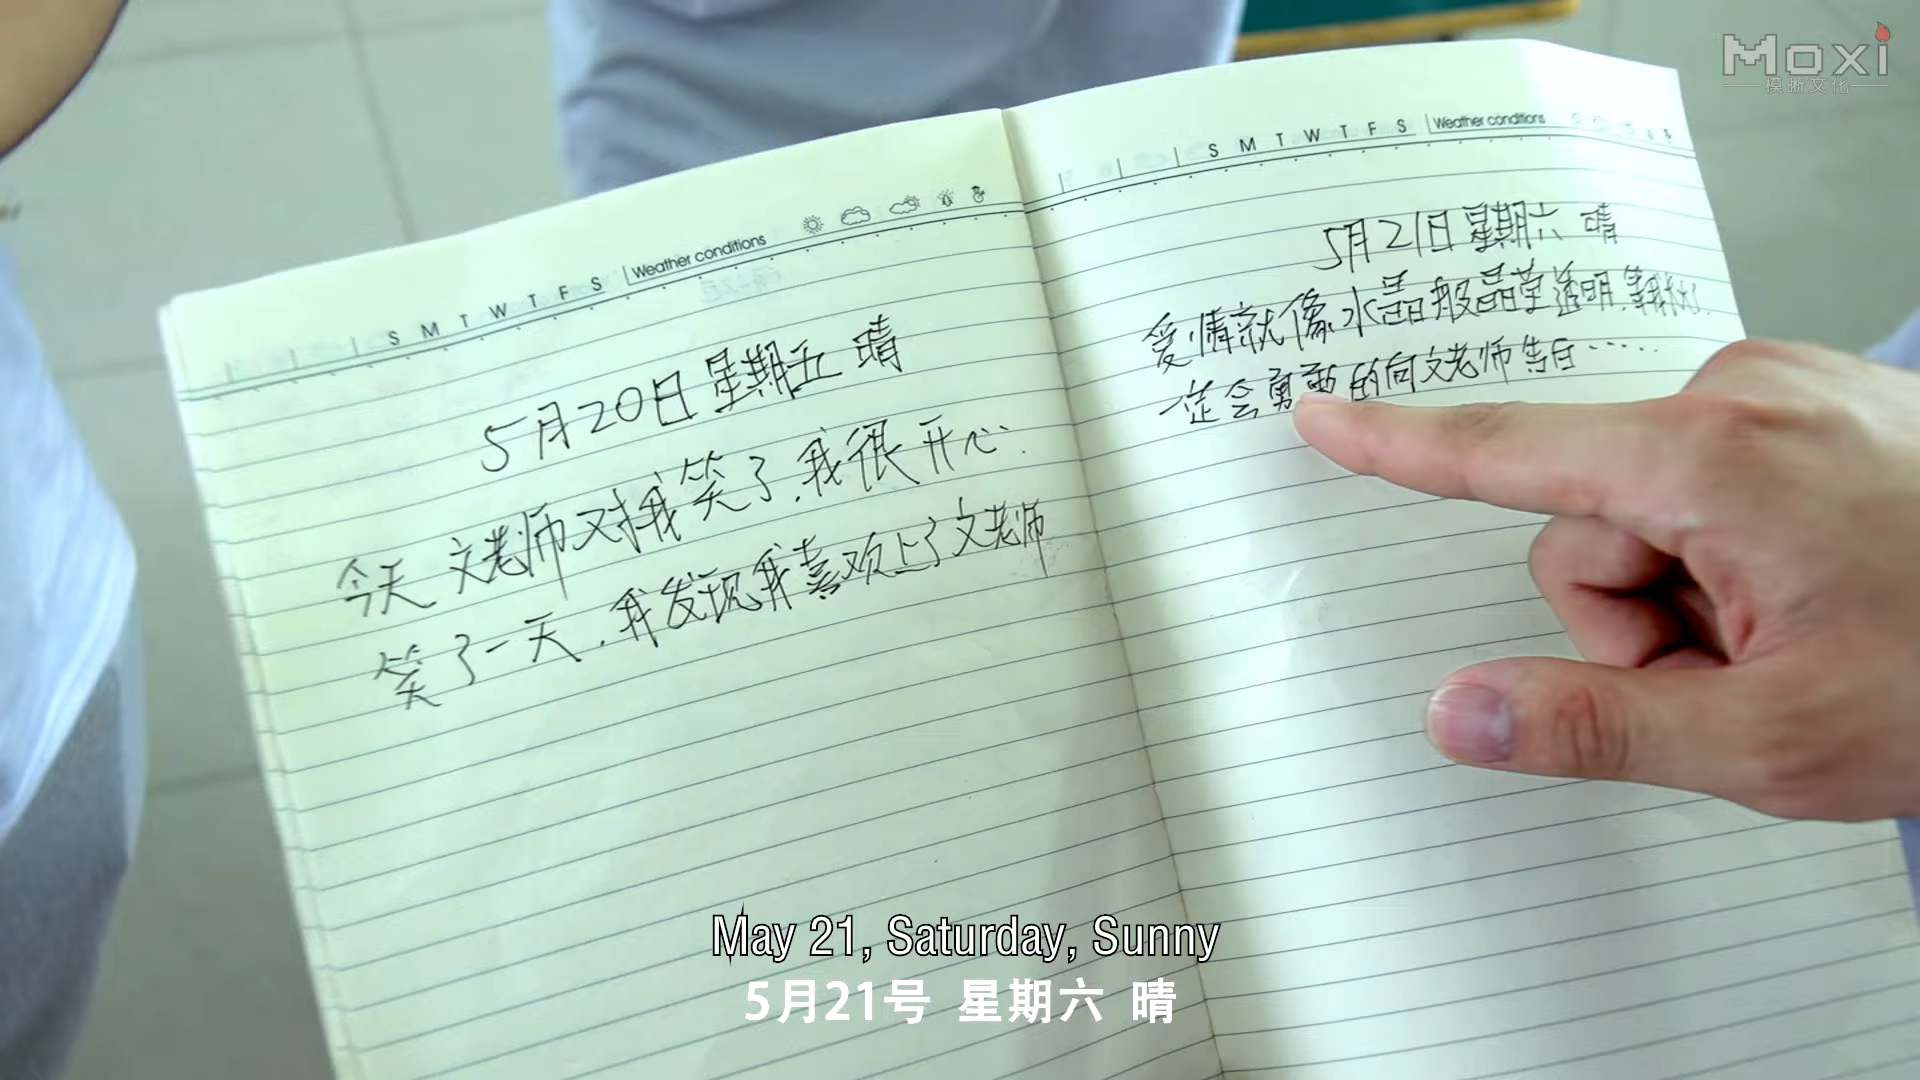 Moxi
模晰文化
S M T W T F S Weather conditions
5月20日 星期五 晴
今天 文老师对我笑了,我很开心.
笑了一天,我发现我喜欢上了文老师
S M T W T F S Weather conditions
5月21日 星期六 晴
爱情就像水晶般晶莹透明,等我
一定会勇敢的向文老师告白……
May 21, Saturday, Sunny
5月21号 星期六 晴